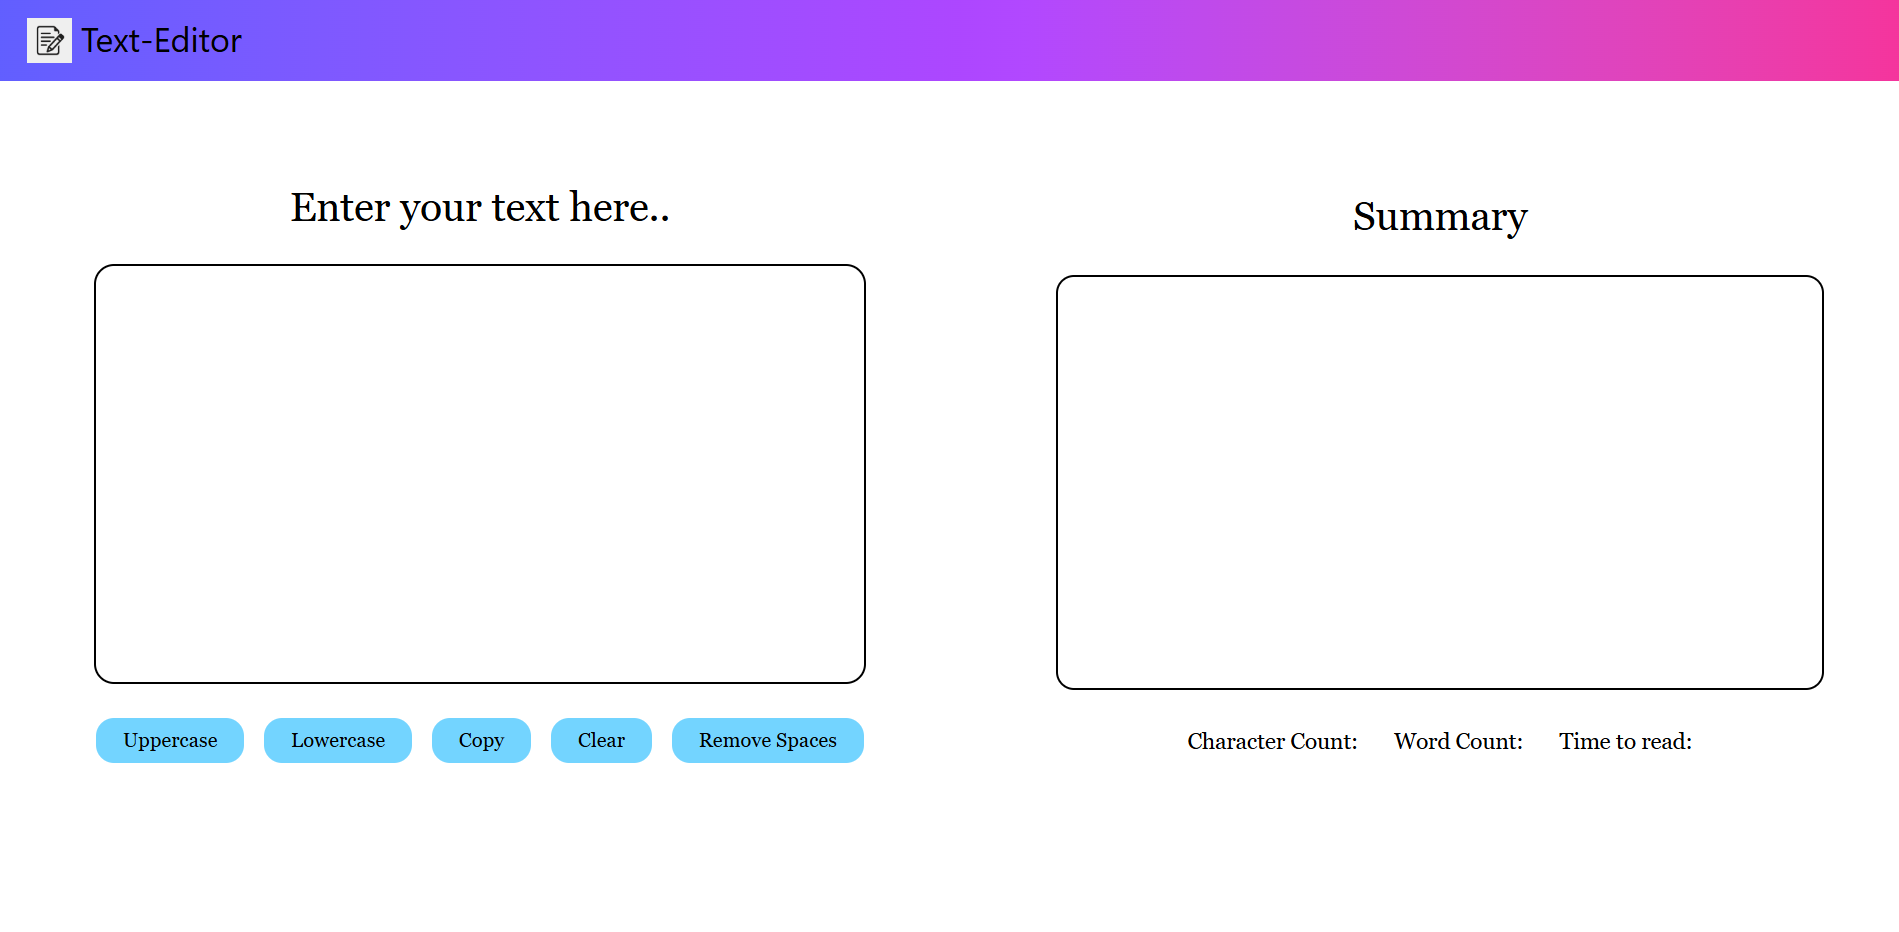 Text-Editor
Enter your text here..
Summary
Uppercase Lowercase Copy Clear Remove Spaces
Character Count: Word Count: Time to read: